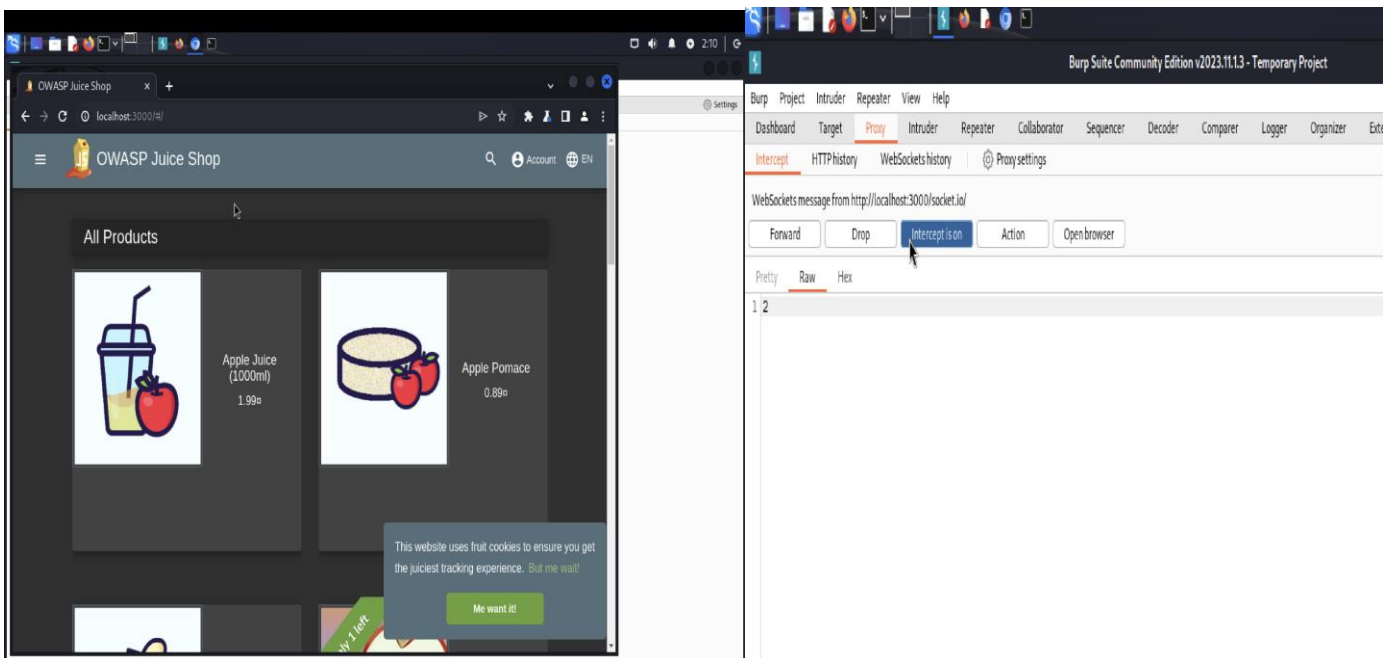 2:10
OWASP Juice Shop
localhost:3000/#/
Settings
OWASP Juice Shop
Account EN
All Products
Apple Juice
(1000ml)
1.99¤
Apple Pomace
0.89¤
This website uses fruit cookies to ensure you get
the juiciest tracking experience. But me wait!
Me want it!
ly 1 left
Burp Suite Community Edition v2023.11.1.3 - Temporary Project
Burp Project Intruder Repeater View Help
Dashboard Target Proxy Intruder Repeater Collaborator Sequencer Decoder Comparer Logger Organizer Exte
Intercept HTTP history WebSockets history Proxy settings
WebSockets message from http://localhost:3000/socket.io/
Forward Drop Intercept is on Action Open browser
Pretty Raw Hex
1 2